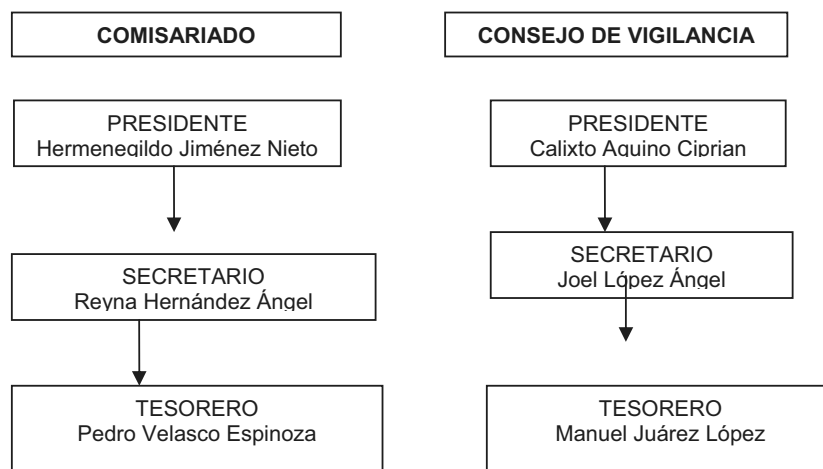 COMISARIADO
PRESIDENTE
Hermenegildo Jiménez Nieto
SECRETARIO
Reyna Hernández Ángel
TESORERO
Pedro Velasco Espinoza
CONSEJO DE VIGILANCIA
PRESIDENTE
Calixto Aquino Ciprian
SECRETARIO
Joel López Ángel
TESORERO
Manuel Juárez López